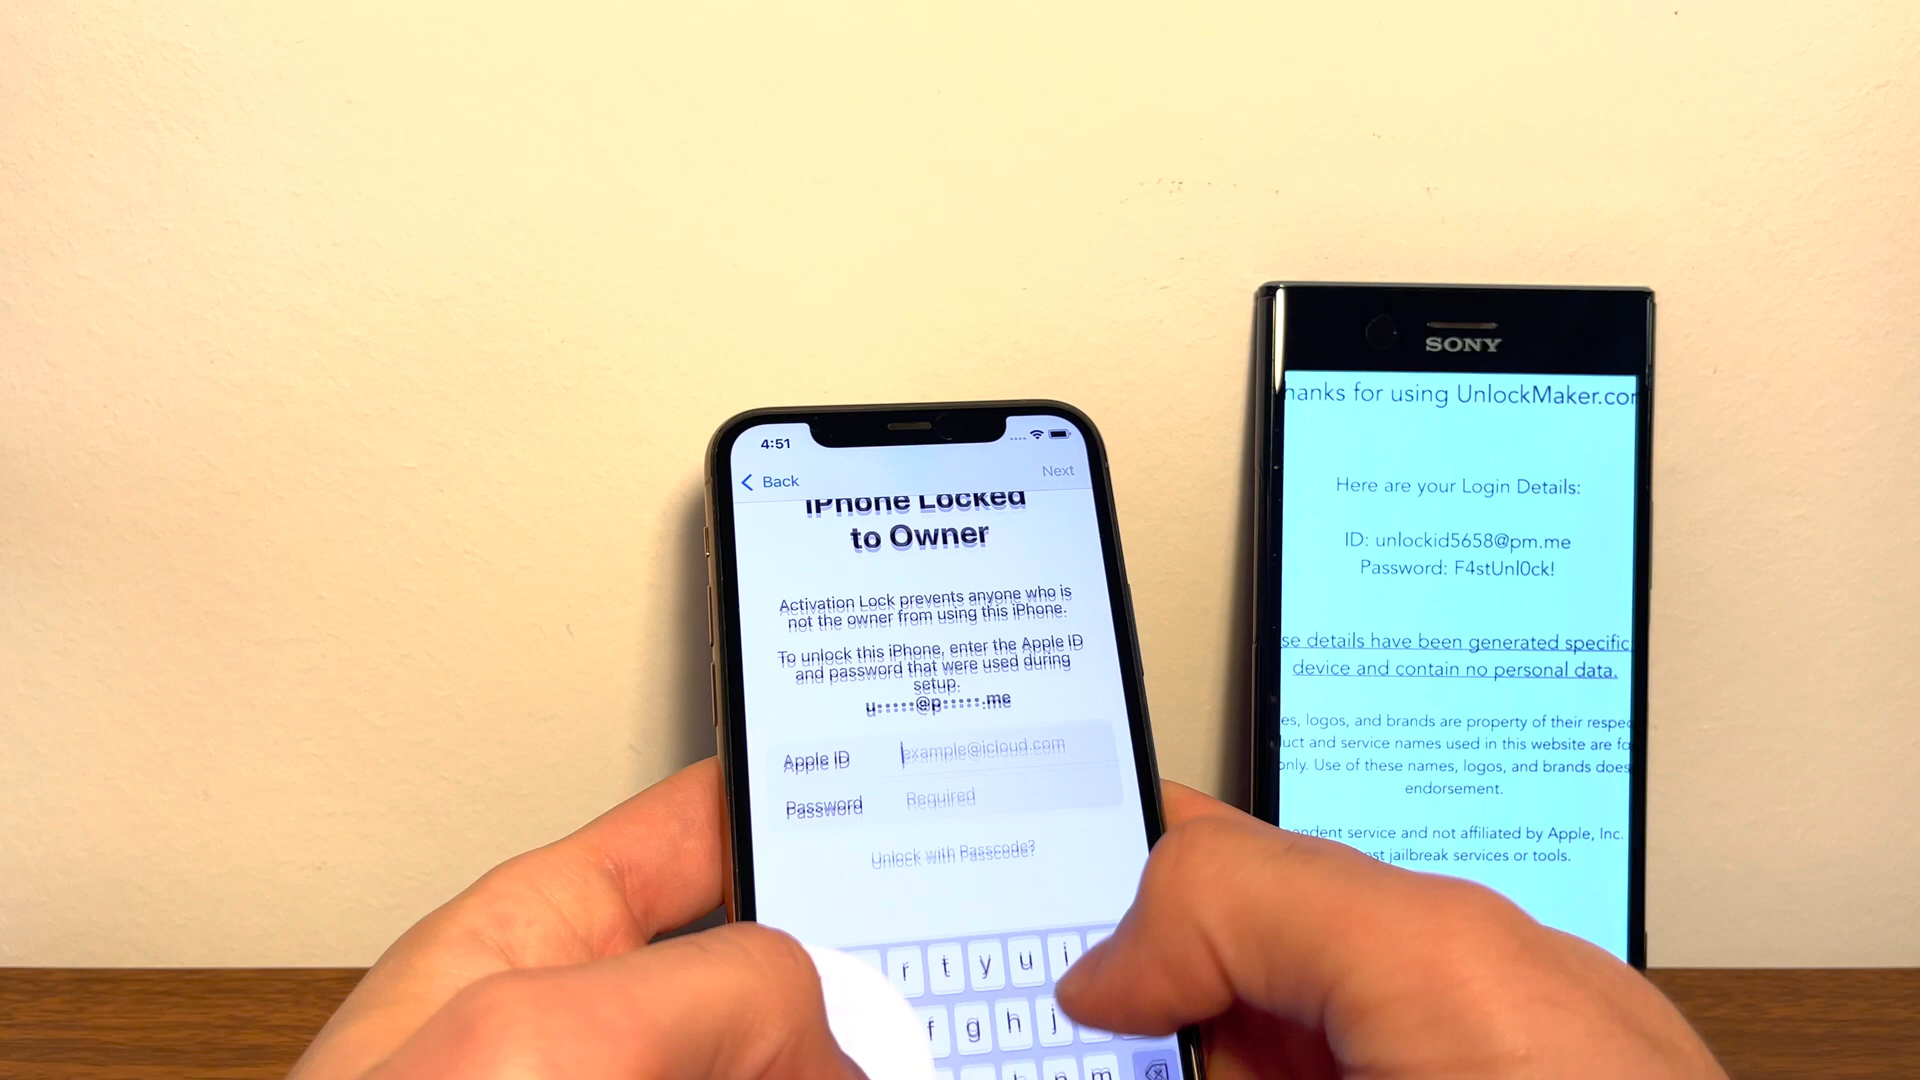 4:51
Back
Next
iPhone Locked
to Owner
Activation Lock prevents anyone who is
not the owner from using this iPhone.
To unlock this iPhone, enter the Apple ID
and password that were used during
setup.
u•••••@p•••••.me
Apple ID
example@icloud.com
Password
Required
Unlock with Passcode?
r t y u i
f g h j
n m
SONY
hanks for using UnlockMaker.com
Here are your Login Details:
ID: unlockid5658@pm.me
Password: F4stUnl0ck!
se details have been generated specific
device and contain no personal data.
es, logos, and brands are property of their respec
uct and service names used in this website are fo
only. Use of these names, logos, and brands does
endorsement.
endent service and not affiliated by Apple, Inc.
st jailbreak services or tools.